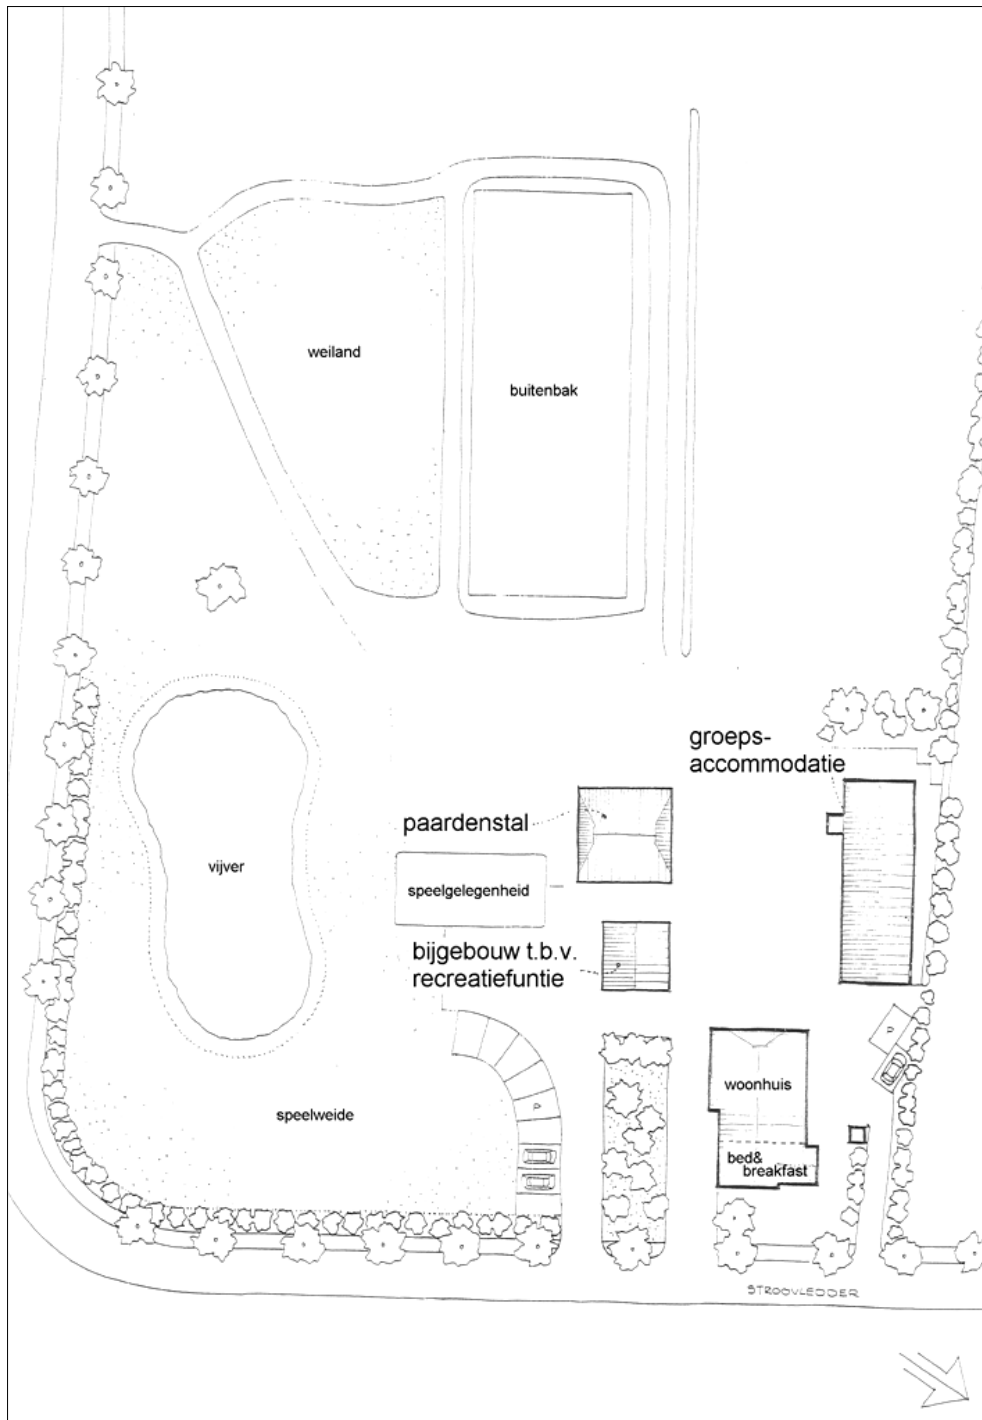 weiland
buitenbak
groeps-
accommodatie
paardenstal
vijver
speelgelegenheid
bijgebouw t.b.v.
recreatiefuntie
P
woonhuis
speelweide
P
bed&
breakfast
STROOVLEDDER